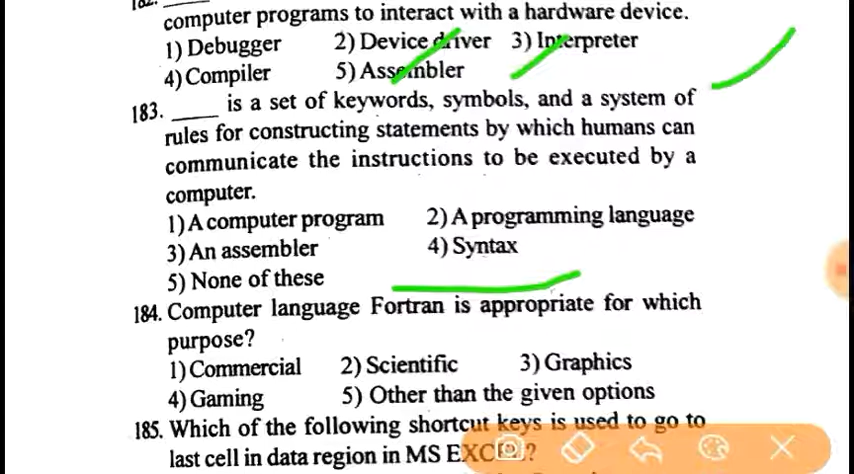 182.
computer programs to interact with a hardware device.
1) Debugger 2) Device driver 3) Interpreter
4) Compiler 5) Assembler
183. ____ is a set of keywords, symbols, and a system of
rules for constructing statements by which humans can
communicate the instructions to be executed by a
computer.
1) A computer program 2) A programming language
3) An assembler 4) Syntax
5) None of these
184. Computer language Fortran is appropriate for which
purpose?
1) Commercial 2) Scientific 3) Graphics
4) Gaming 5) Other than the given options
185. Which of the following shortcut keys is used to go to
last cell in data region in MS EXCEL?